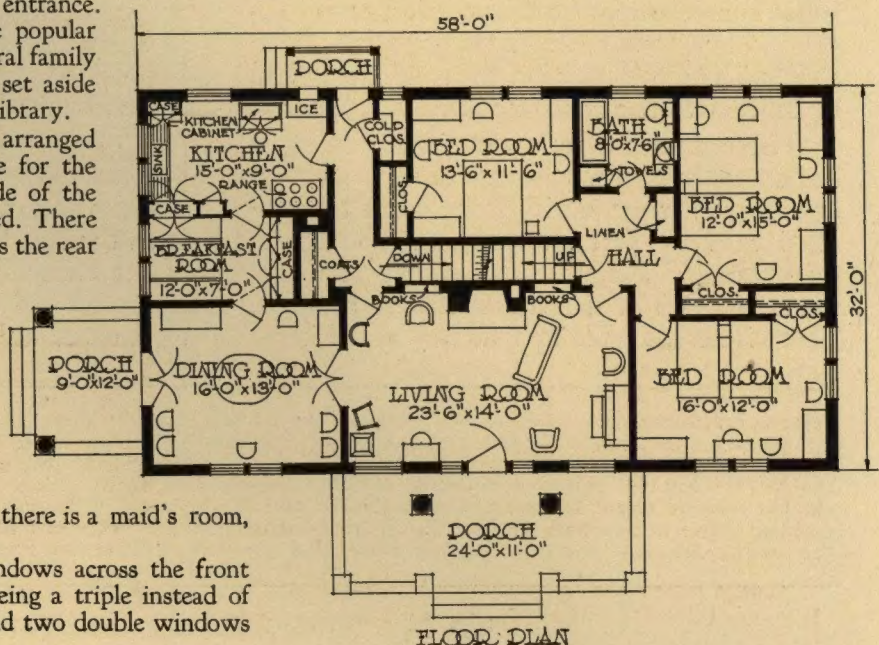 entrance.
popular
ral family
set aside
ibrary.
arranged
e for the
de of the
ed. There
s the rear
there is a maid's room,
ndows across the front
eing a triple instead of
nd two double windows
58'-0"
32'-0"
PORCH
ICE
CASE
KITCHEN
CABINET
SINK
KITCHEN
15'-0"x9'-0"
RANGE
CASE
COLD
CLOS.
CLOS.
BED ROOM
13'-6"x11'-6"
BATH
8'-0"x7'-6"
TOWELS
BED ROOM
12'-0"x15'-0"
LINEN
BREAKFAST
ROOM
12'-0"x7'-0"
CASE
COATS
DOWN
UP
HALL
CLOS.
CLOS.
BOOKS
BOOKS
PORCH
9'-0"x12'-0"
DINING ROOM
16'-0"x13'-0"
LIVING ROOM
23'-6"x14'-0"
BED ROOM
16'-0"x12'-0"
PORCH
24'-0"x11'-0"
FLOOR PLAN